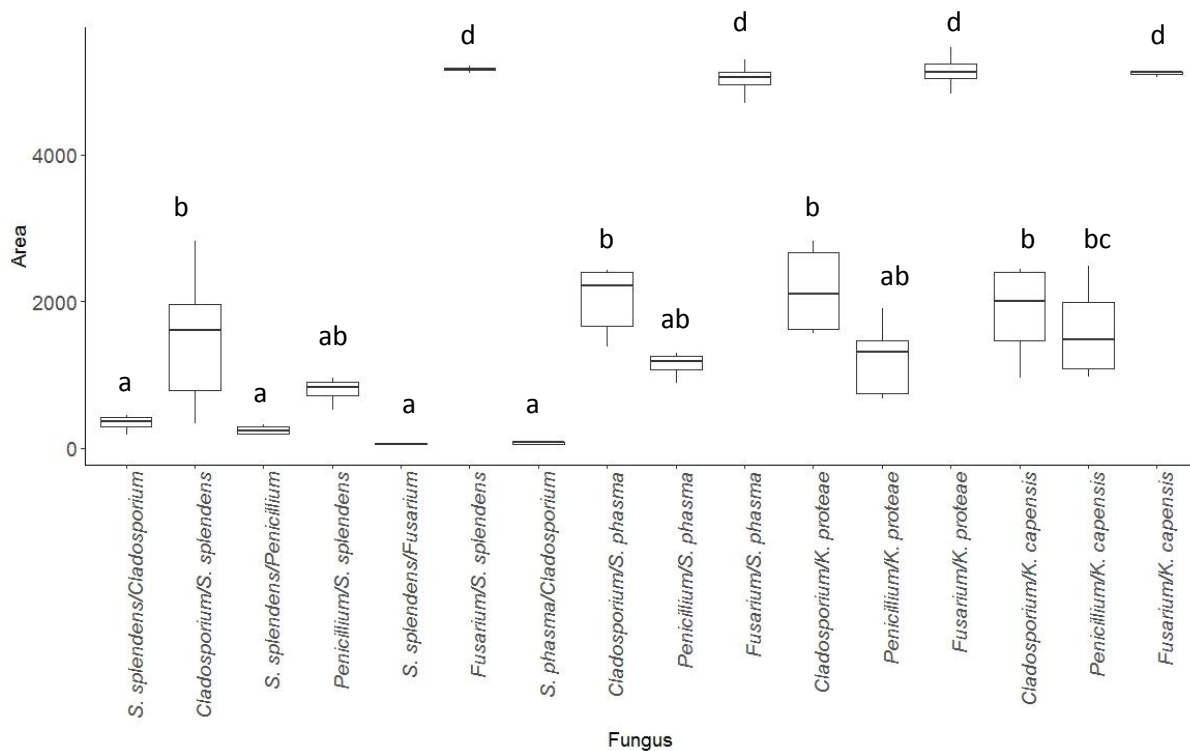 d
d
d
d
4000
b
b
b
b
bc
Area
2000
ab
ab
ab
a
a
a
a
0
S. splendens/Cladosporium
Cladosporium/S. splendens
S. splendens/Penicillium
Penicillium/S. splendens
S. splendens/Fusarium
Fusarium/S. splendens
S. phasma/Cladosporium
Cladosporium/S. phasma
Penicillium/S. phasma
Fusarium/S. phasma
Cladosporium/K. proteae
Penicillium/K. proteae
Fusarium/K. proteae
Cladosporium/K. capensis
Penicillium/K. capensis
Fusarium/K. capensis
Fungus